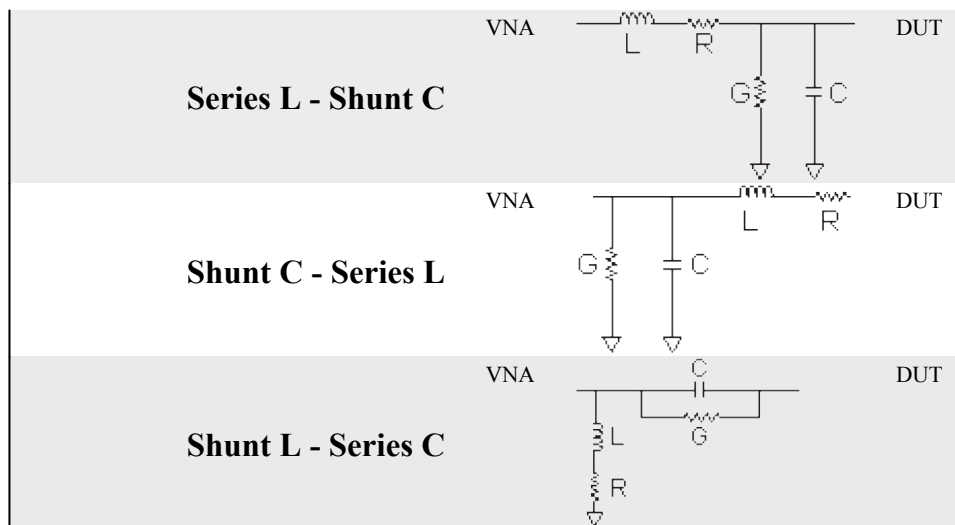 VNA DUT
L R
Series L - Shunt C
G C
VNA DUT
L R
Shunt C - Series L
G C
VNA DUT
C
G
Shunt L - Series C
L
R